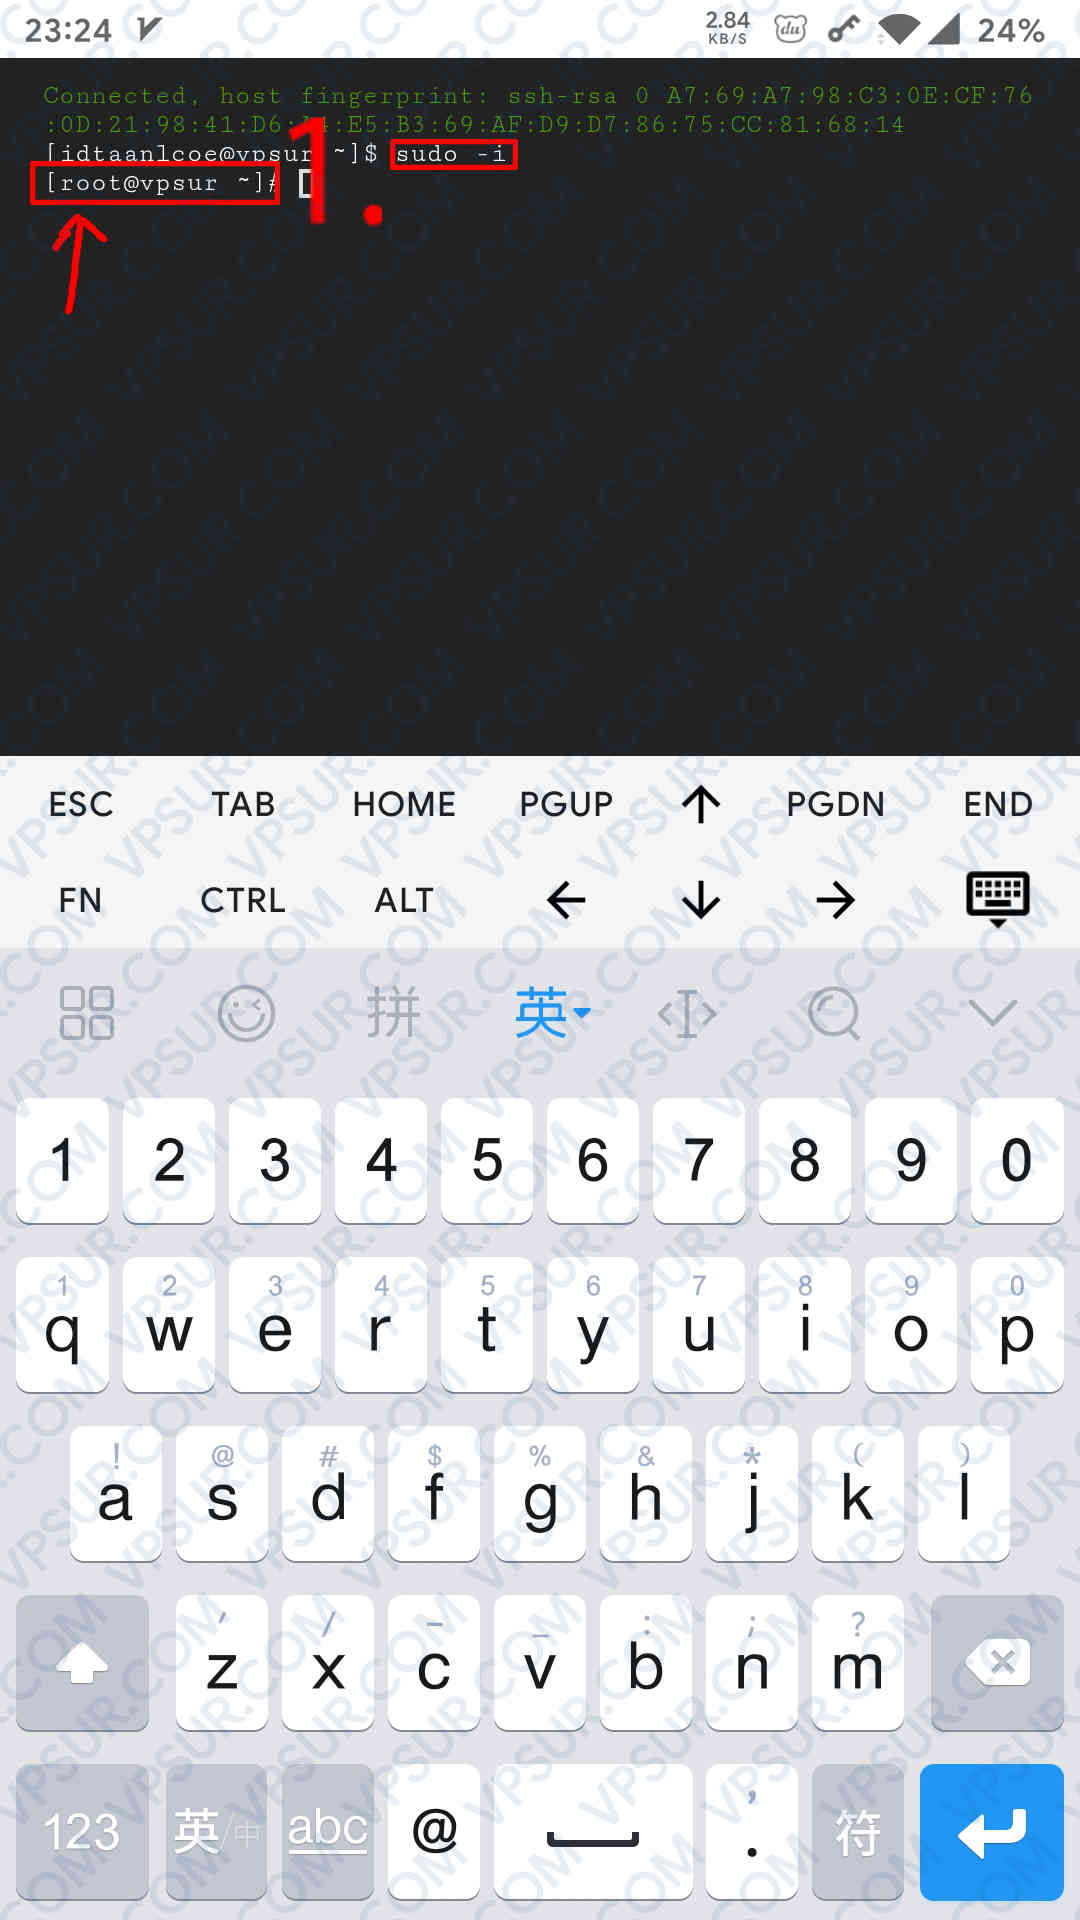 23:24
2.84
KB/S
du
24%
Connected, host fingerprint: ssh-rsa 0 A7:69:A7:98:C3:0E:CF:76
:0D:21:98:41:D6: :E5:B3:69:AF:D9:D7:86:75:CC:81:68:14
[idtaanlcoe@vpsur ~]$ sudo -i
[root@vpsur ~]#
1.
ESC TAB HOME PGUP ↑ PGDN END
FN CTRL ALT ← ↓ →
拼 英
1 2 3 4 5 6 7 8 9 0
1 2 3 4 5 6 7 8 9 0
q w e r t y u i o p
! @ # $ % & * ( )
a s d f g h j k l
' / - _ : ; ?
z x c v b n m
,
123 英/中 abc @ . 符
VPSUR.COM